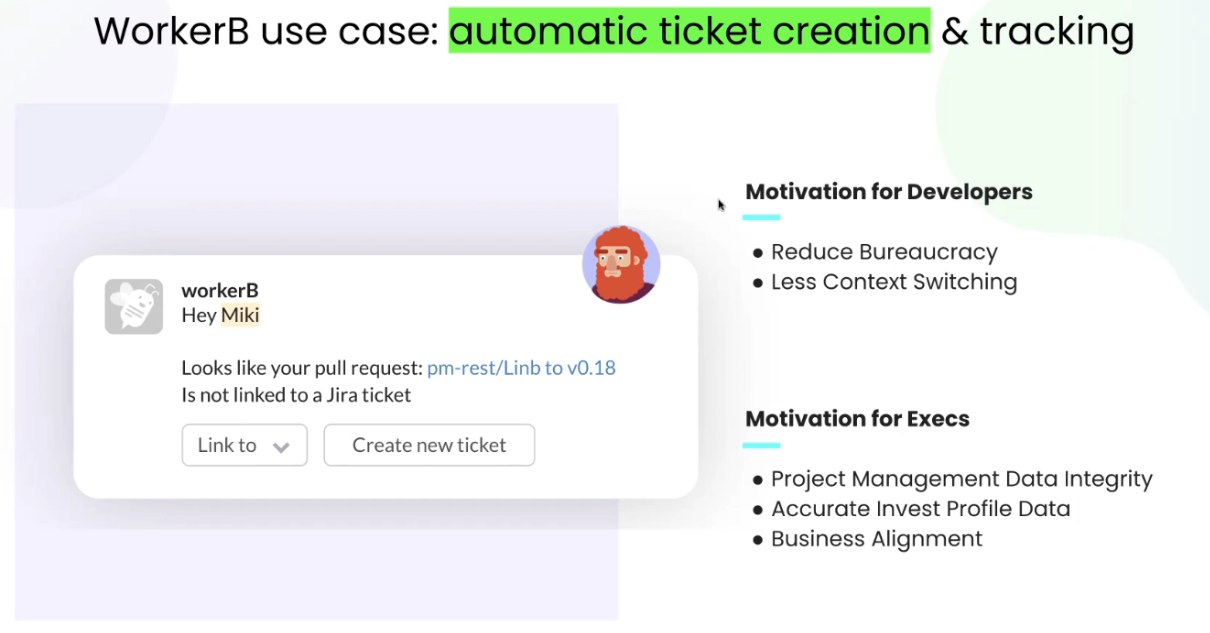 WorkerB use case: automatic ticket creation & tracking
workerB
Hey Miki
Looks like your pull request: pm-rest/Linb to v0.18
Is not linked to a Jira ticket
Link to
Create new ticket
Motivation for Developers
● Reduce Bureaucracy
● Less Context Switching
Motivation for Execs
● Project Management Data Integrity
● Accurate Invest Profile Data
● Business Alignment